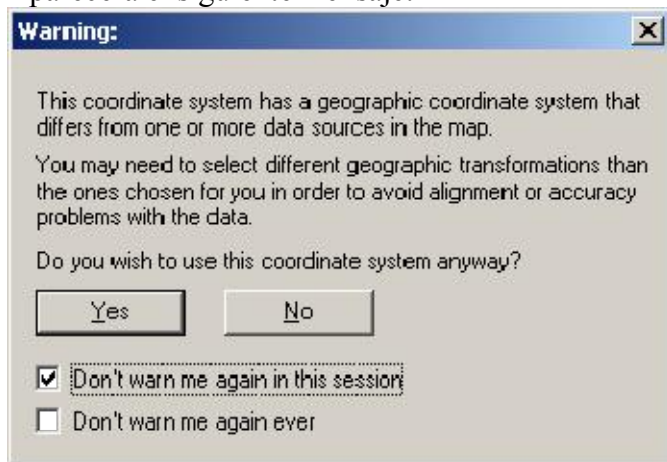 Warning:
This coordinate system has a geographic coordinate system that
differs from one or more data sources in the map.
You may need to select different geographic transformations than
the ones chosen for you in order to avoid alignment or accuracy
problems with the data.
Do you wish to use this coordinate system anyway?
Yes
No
Don't warn me again in this session
Don't warn me again ever